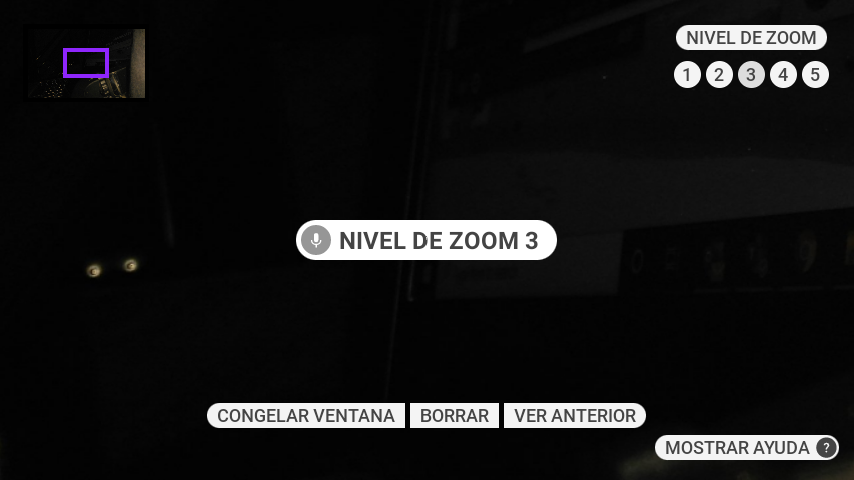 NIVEL DE ZOOM
1 2 3 4 5
NIVEL DE ZOOM 3
CONGELAR VENTANA
BORRAR
VER ANTERIOR
MOSTRAR AYUDA ?